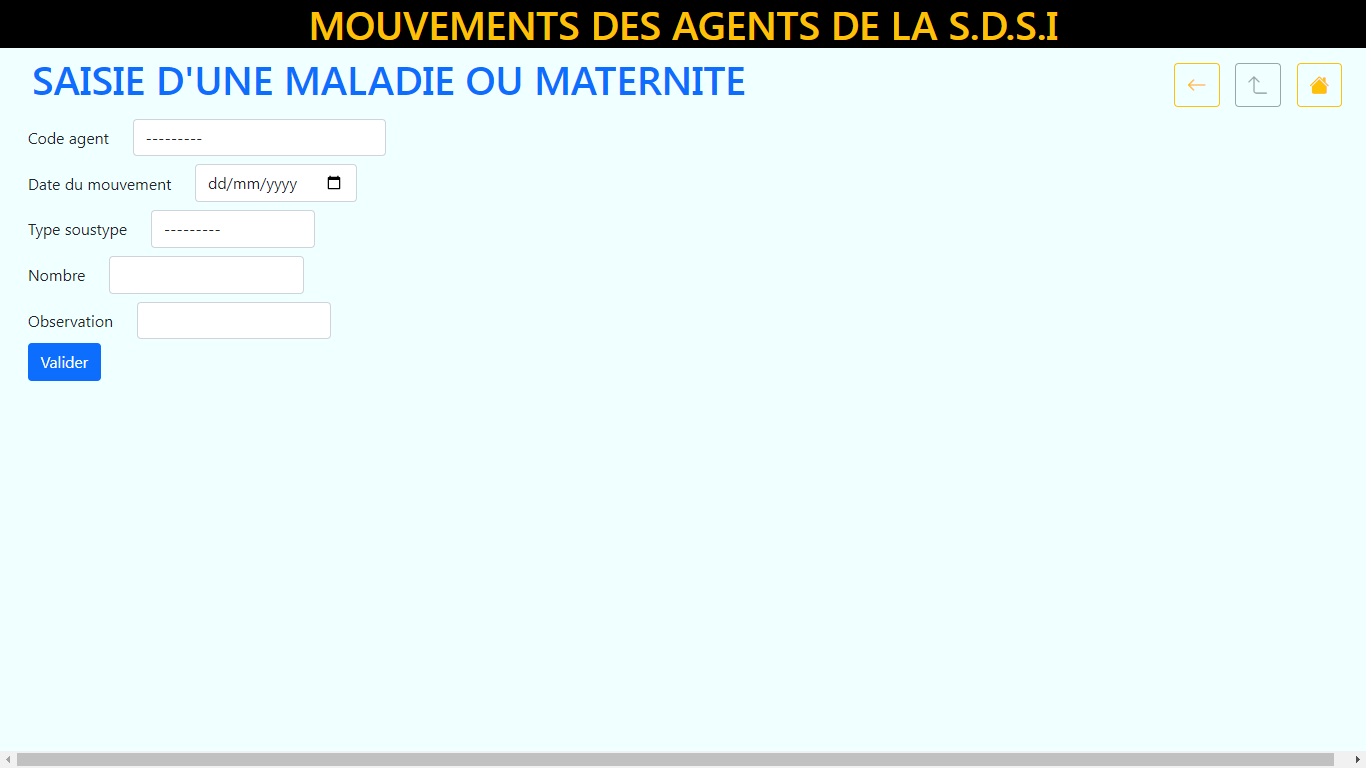 MOUVEMENTS DES AGENTS DE LA S.D.S.I
SAISIE D'UNE MALADIE OU MATERNITE
Code agent ---------
Date du mouvement dd/mm/yyyy
Type soustype ---------
Nombre
Observation
Valider